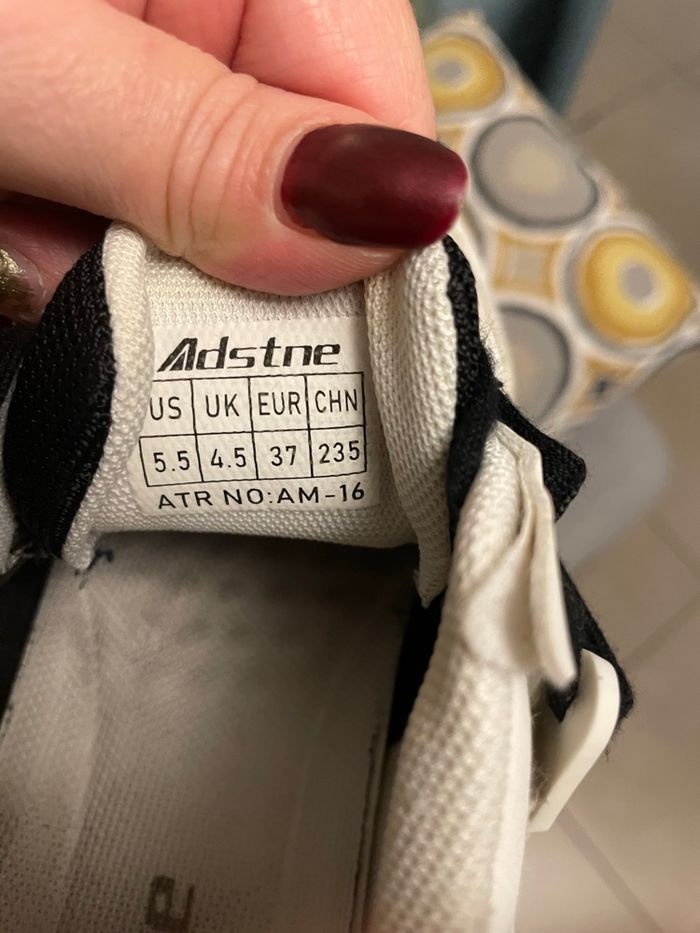 Adstne
US UK EUR CHN
5.5 4.5 37 235
ATR NO:AM-16
e